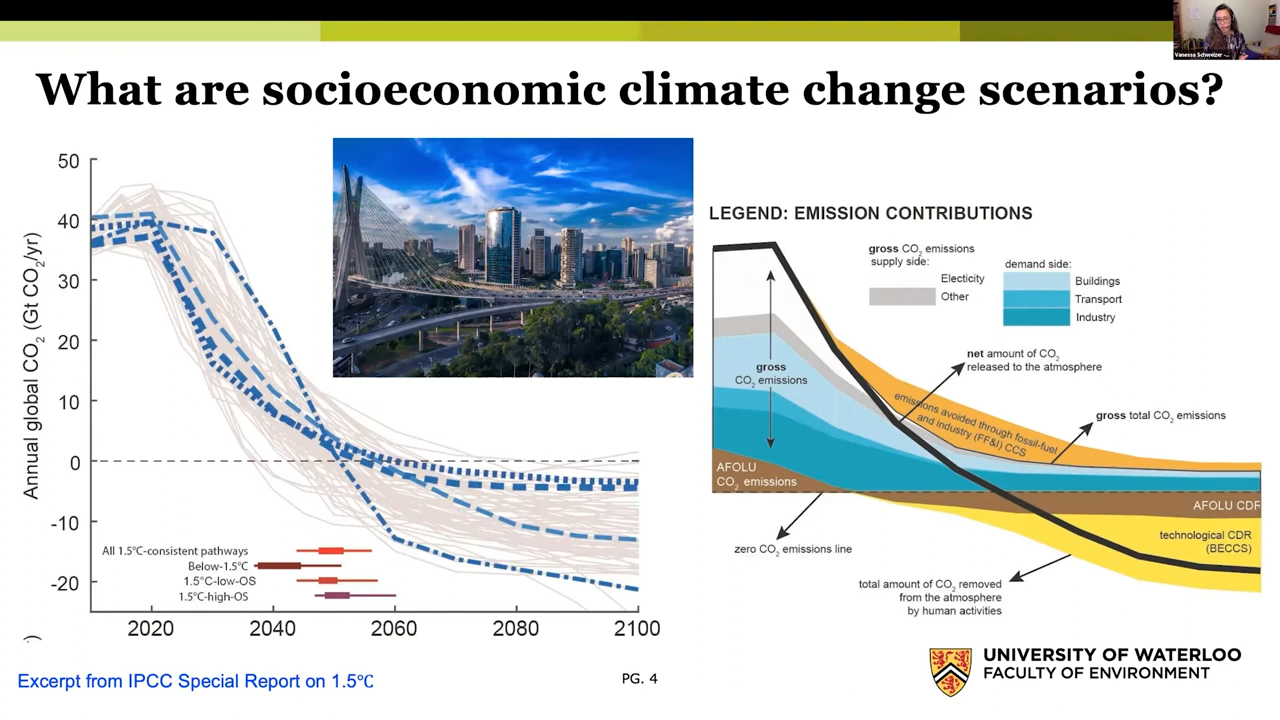 Vanessa Schweizer
What are socioeconomic climate change scenarios?
Annual global CO2 (Gt CO2/yr)
50
40
30
20
10
0
-10
-20
All 1.5°C-consistent pathways
Below-1.5°C
1.5°C-low-OS
1.5°C-high-OS
2020 2040 2060 2080 2100
LEGEND: EMISSION CONTRIBUTIONS
gross CO2 emissions
supply side:
Electicity
Other
demand side:
Buildings
Transport
Industry
net amount of CO2
released to the atmosphere
gross
CO2 emissions
emissions avoided through fossil-fuel
and industry (FF&I) CCS
gross total CO2 emissions
AFOLU
CO2 emissions
AFOLU CDR
technological CDR
(BECCS)
zero CO2 emissions line
total amount of CO2 removed
from the atmosphere
by human activities
Excerpt from IPCC Special Report on 1.5℃
PG. 4
UNIVERSITY OF WATERLOO
FACULTY OF ENVIRONMENT